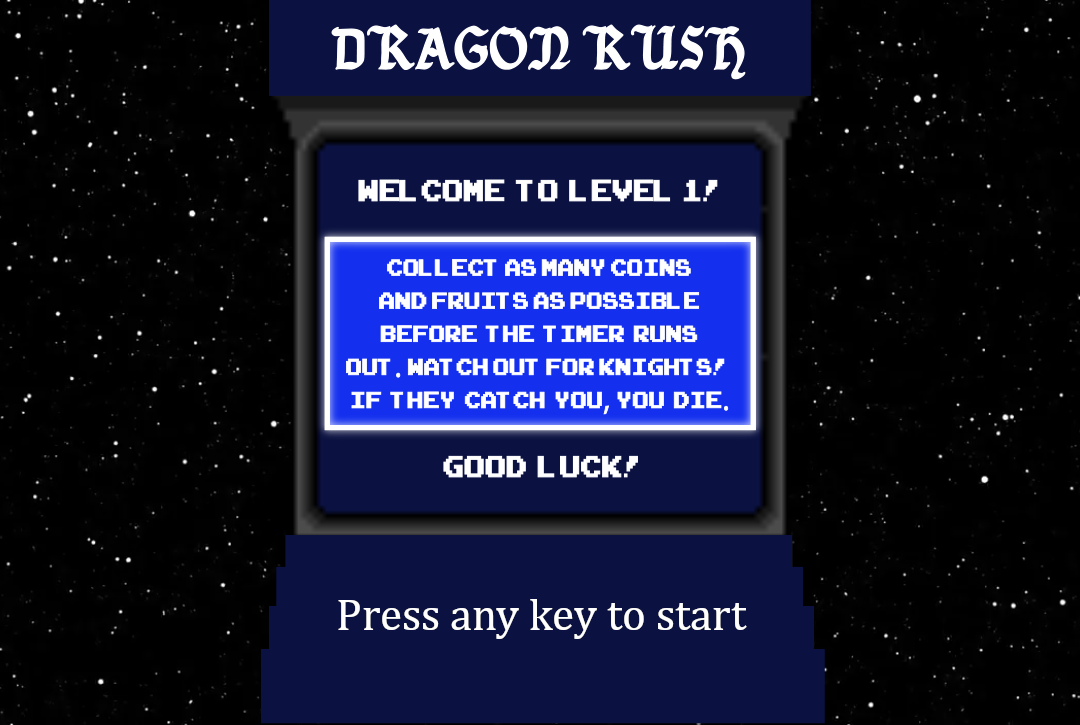 DRAGON RUSH
WELCOME TO LEVEL 1!
COLLECT AS MANY COINS
AND FRUITS AS POSSIBLE
BEFORE THE TIMER RUNS
OUT. WATCH OUT FOR KNIGHTS!
IF THEY CATCH YOU, YOU DIE.
GOOD LUCK!
Press any key to start